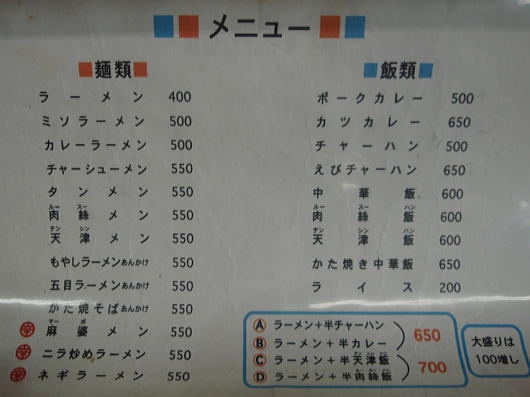 メニュー
麺類
ラーメン 400
ミソラーメン 500
カレーラーメン 500
チャーシューメン 550
タンメン 550
肉絲メン 550
天津メン 550
もやしラーメンあんかけ 550
五目ラーメンあんかけ 550
かた焼そばあんかけ 550
辛 麻婆メン 550
辛 ニラ炒めラーメン 550
辛 ネギラーメン 550
飯類
ポークカレー 500
カツカレー 650
チャーハン 500
えびチャーハン 650
中華飯 600
肉絲飯 600
天津飯 600
かた焼き中華飯 650
ライス 200
Ⓐ ラーメン+半チャーハン
Ⓑ ラーメン+半カレー
650
Ⓒ ラーメン+半天津飯
Ⓓ ラーメン+半肉絲飯
700
大盛りは
100増し